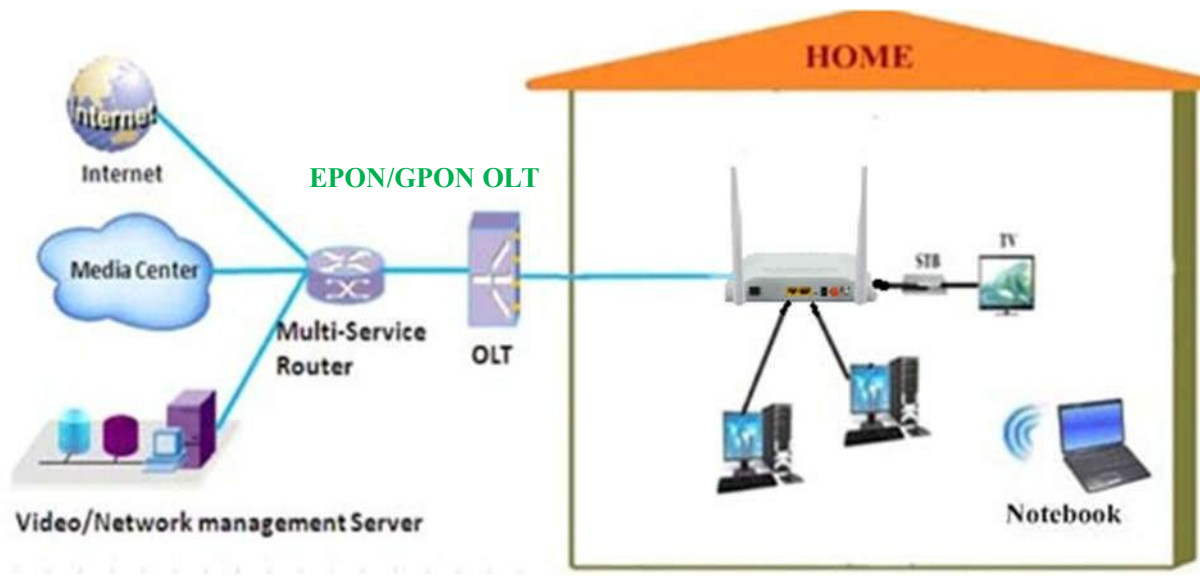 HOME
Internet
Internet
EPON/GPON OLT
Media Center
Multi-Service
Router
OLT
STB
TV
Video/Network management Server
Notebook